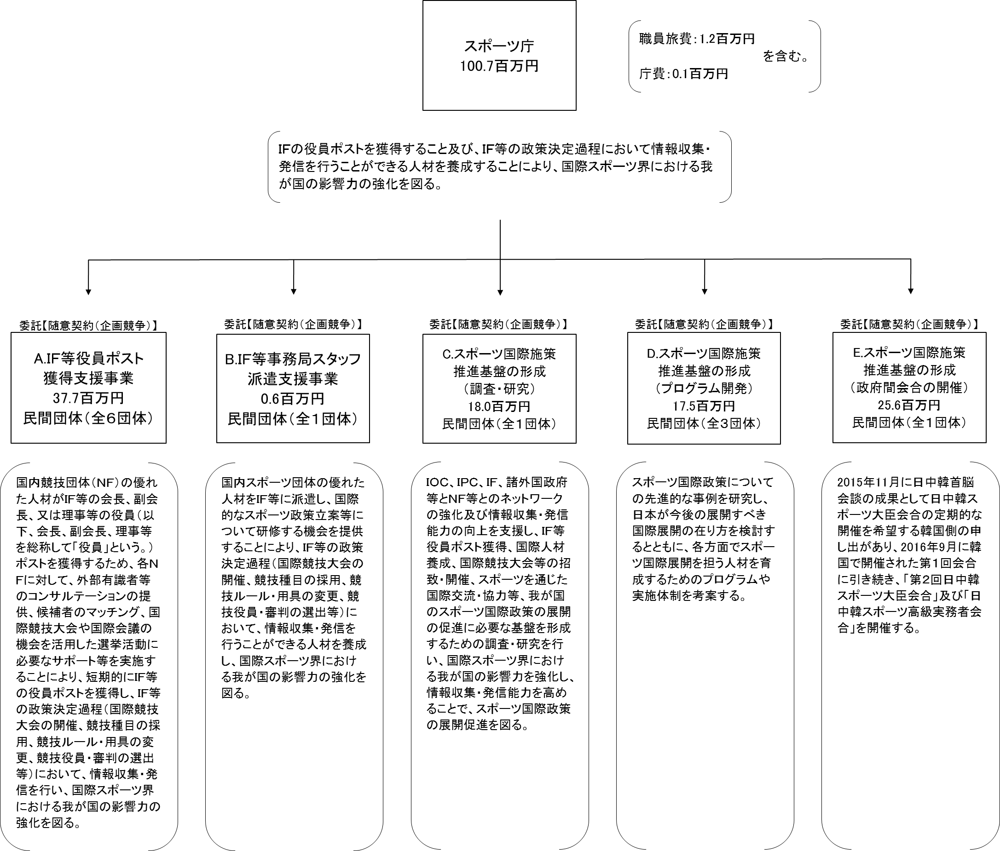 スポーツ庁
100.7百万円
職員旅費：1.2百万円
を含む。
庁費：0.1百万円
IFの役員ポストを獲得すること及び、IF等の政策決定過程において情報収集・
発信を行うことができる人材を養成することにより、国際スポーツ界における我
が国の影響力の強化を図る。
委託【随意契約（企画競争）】
A.IF等役員ポスト
獲得支援事業
37.7百万円
民間団体（全６団体）
国内競技団体（NF）の優れ
た人材がIF等の会長、副会
長、又は理事等の役員（以
下、会長、副会長、理事等
を総称して「役員」という。）
ポストを獲得するため、各N
Fに対して、外部有識者等
のコンサルテーションの提
供、候補者のマッチング、国
際競技大会や国際会議の
機会を活用した選挙活動に
必要なサポート等を実施す
ることにより、短期的にIF等
の役員ポストを獲得し、IF等
の政策決定過程（国際競技
大会の開催、競技種目の採
用、競技ルール・用具の変
更、競技役員・審判の選出
等）において、情報収集・発
信を行い、国際スポーツ界
における我が国の影響力の
強化を図る。
委託【随意契約（企画競争）】
B.IF等事務局スタッフ
派遣支援事業
0.6百万円
民間団体（全１団体）
国内スポーツ団体の優れた
人材をIF等に派遣し、国際
的なスポーツ政策立案等に
ついて研修する機会を提供
することにより、IF等の政策
決定過程（国際競技大会の
開催、競技種目の採用、競
技ルール・用具の変更、競
技役員・審判の選出等）に
おいて、情報収集・発信を
行うことができる人材を養成
し、国際スポーツ界におけ
る我が国の影響力の強化を
図る。
委託【随意契約（企画競争）】
C.スポーツ国際施策
推進基盤の形成
（調査・研究）
18.0百万円
民間団体（全１団体）
IOC、IPC、IF、諸外国政府
等とNF等とのネットワーク
の強化及び情報収集・発信
能力の向上を支援し、IF等
役員ポスト獲得、国際人材
養成、国際競技大会等の招
致・開催、スポーツを通じた
国際交流・協力等、我が国
のスポーツ国際政策の展開
の促進に必要な基盤を形成
するための調査・研究を行
い、国際スポーツ界におけ
る我が国の影響力を強化し、
情報収集・発信能力を高め
ることで、スポーツ国際政策
の展開促進を図る。
委託【随意契約（企画競争）】
D.スポーツ国際施策
推進基盤の形成
（プログラム開発）
17.5百万円
民間団体（全３団体）
スポーツ国際政策について
の先進的な事例を研究し、
日本が今後の展開すべき
国際展開の在り方を検討す
るとともに、各方面でスポー
ツ国際展開を担う人材を育
成するためのプログラムや
実施体制を考案する。
委託【随意契約（企画競争）】
E.スポーツ国際施策
推進基盤の形成
（政府間会合の開催）
25.6百万円
民間団体（全１団体）
2015年11月に日中韓首脳
会談の成果として日中韓ス
ポーツ大臣会合の定期的な
開催を希望する韓国側の申
し出があり、2016年9月に韓
国で開催された第１回会合
に引き続き、「第２回日中韓
スポーツ大臣会合」及び「日
中韓スポーツ高級実務者会
合」を開催する。